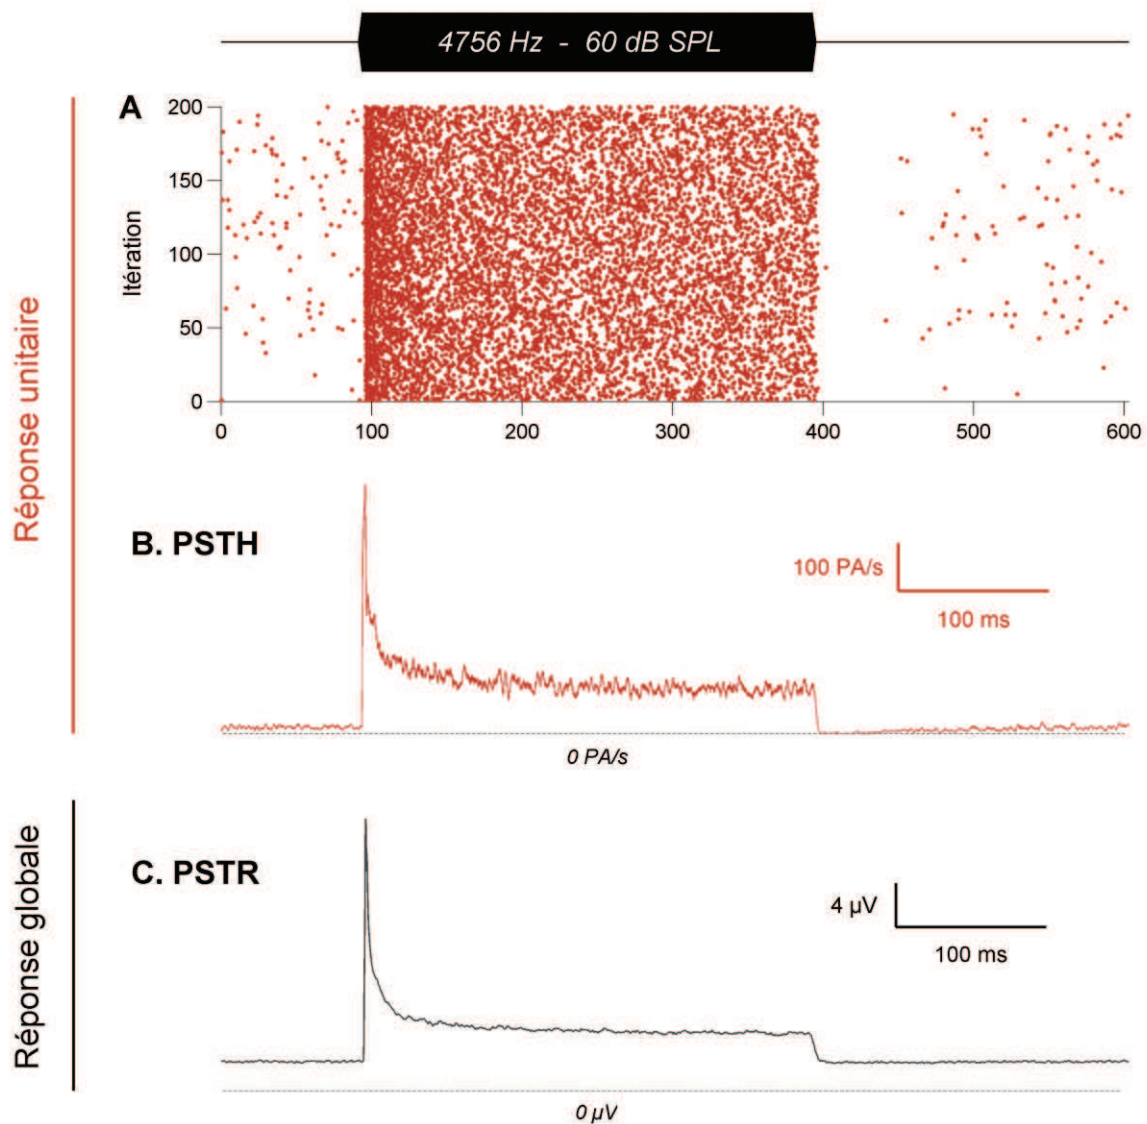 4756 Hz - 60 dB SPL
A
Itération
200
150
100
50
0
0 100 200 300 400 500 600
Réponse unitaire
B. PSTH
100 PA/s
100 ms
0 PA/s
Réponse globale
C. PSTR
4 µV
100 ms
0 µV